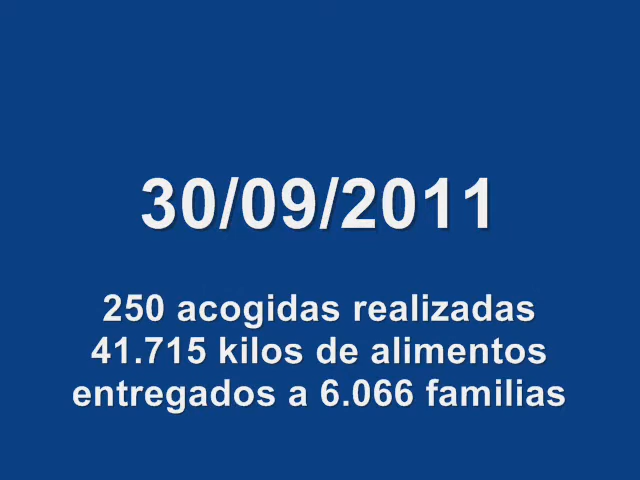 30/09/2011
250 acogidas realizadas
41.715 kilos de alimentos
entregados a 6.066 familias